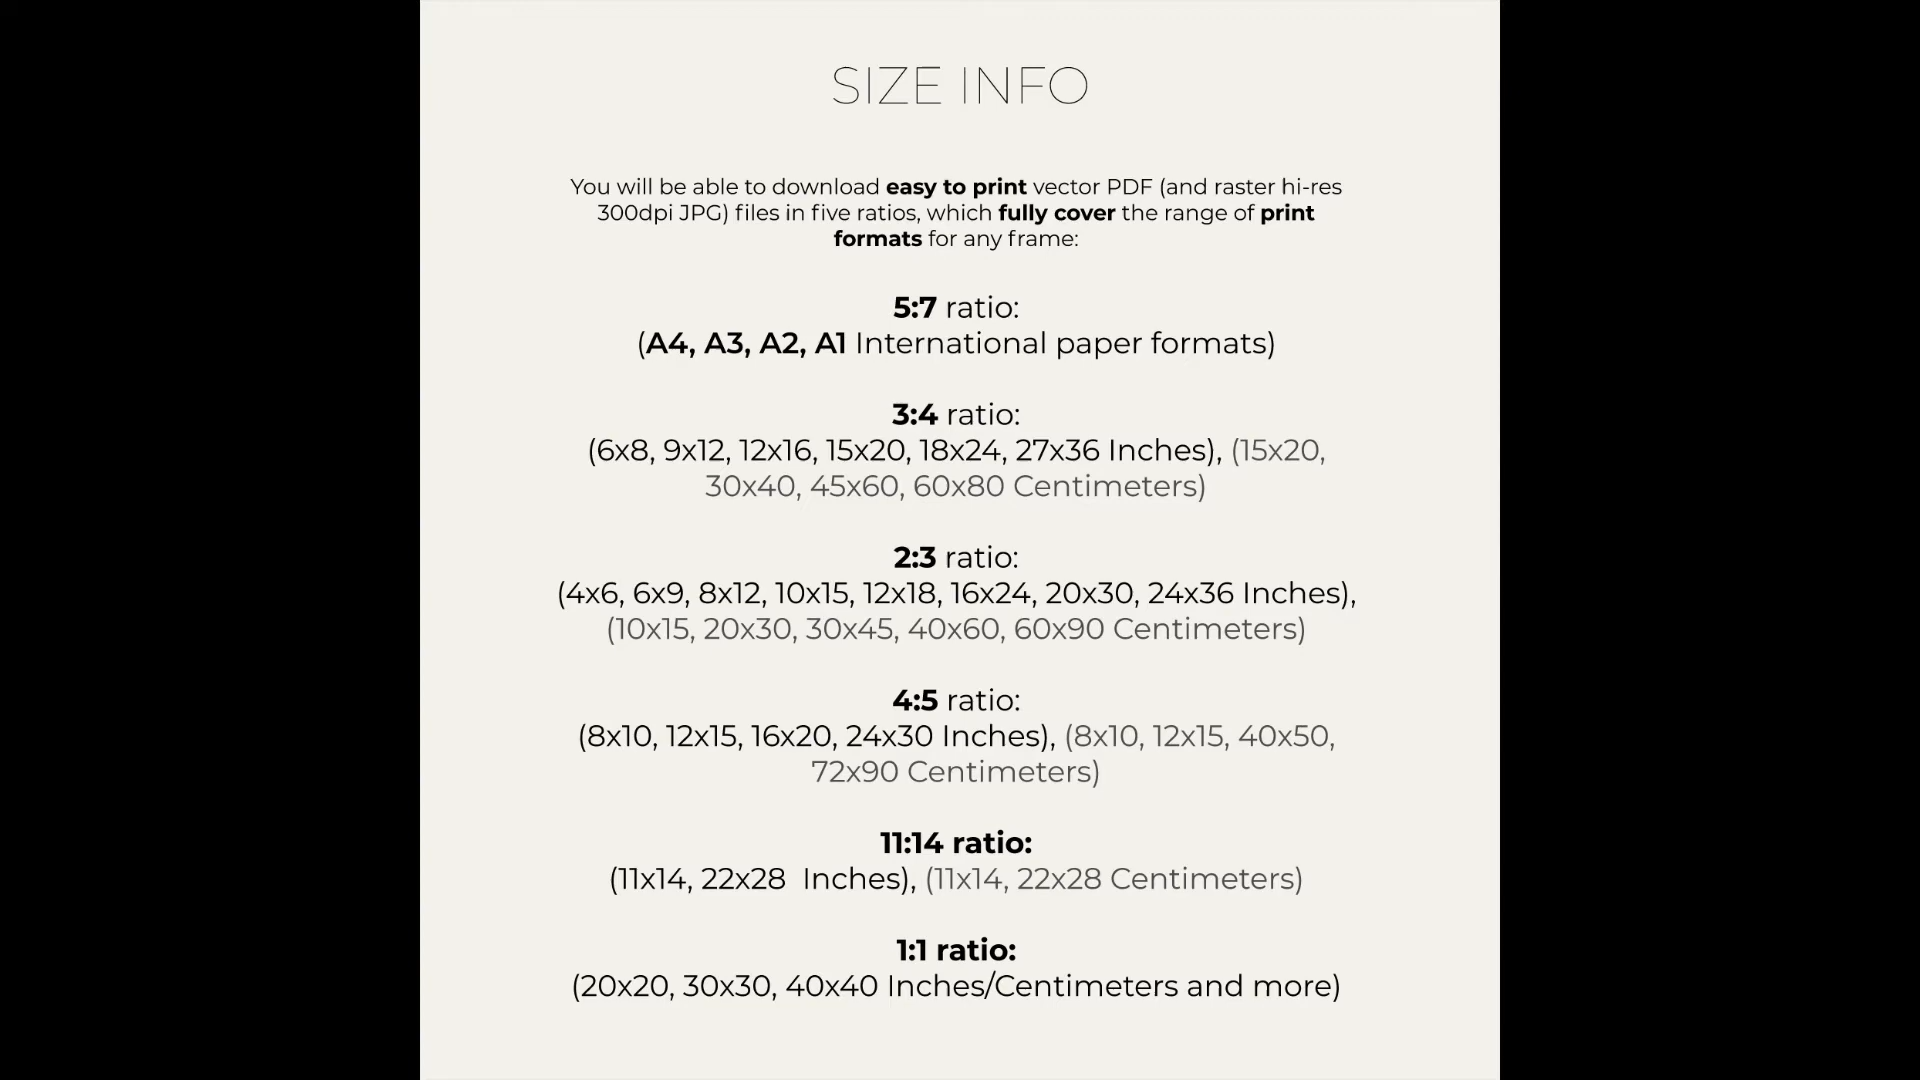 SIZE INFO
You will be able to download easy to print vector PDF (and raster hi-res
300dpi JPG) files in five ratios, which fully cover the range of print
formats for any frame:
5:7 ratio:
(A4, A3, A2, A1 International paper formats)
3:4 ratio:
(6x8, 9x12, 12x16, 15x20, 18x24, 27x36 Inches), (15x20,
30x40, 45x60, 60x80 Centimeters)
2:3 ratio:
(4x6, 6x9, 8x12, 10x15, 12x18, 16x24, 20x30, 24x36 Inches),
(10x15, 20x30, 30x45, 40x60, 60x90 Centimeters)
4:5 ratio:
(8x10, 12x15, 16x20, 24x30 Inches), (8x10, 12x15, 40x50,
72x90 Centimeters)
11:14 ratio:
(11x14, 22x28  Inches), (11x14, 22x28 Centimeters)
1:1 ratio:
(20x20, 30x30, 40x40 Inches/Centimeters and more)